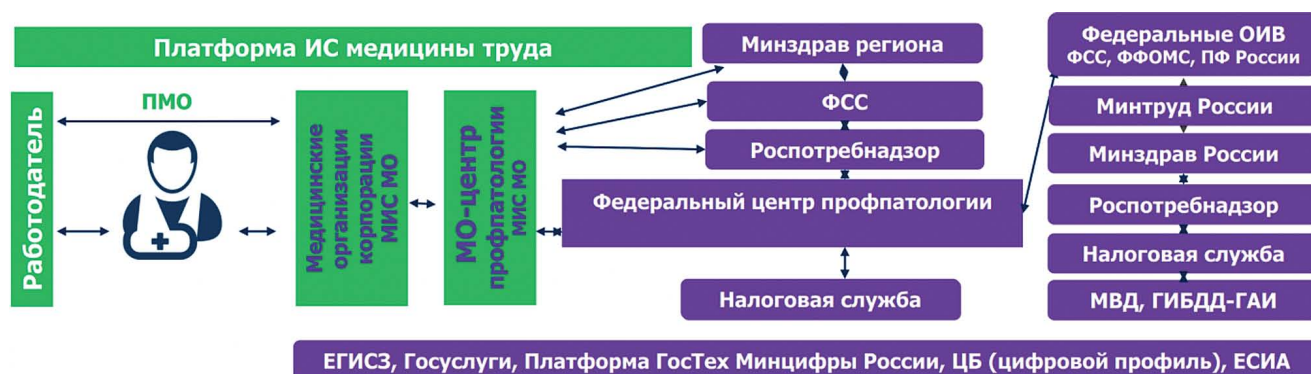 Платформа ИС медицины труда
Работодатель
ПМО
Медицинские
организации
корпорации
МИС МО
МО-центр
профпатологии
МИС МО
Минздрав региона
ФСС
Роспотребнадзор
Федеральный центр профпатологии
Налоговая служба
Федеральные ОИВ
ФСС, ФФОМС, ПФ России
Минтруд России
Минздрав России
Роспотребнадзор
Налоговая служба
МВД, ГИБДД-ГАИ
ЕГИСЗ, Госуслуги, Платформа ГосТех Минцифры России, ЦБ (цифровой профиль), ЕСИА